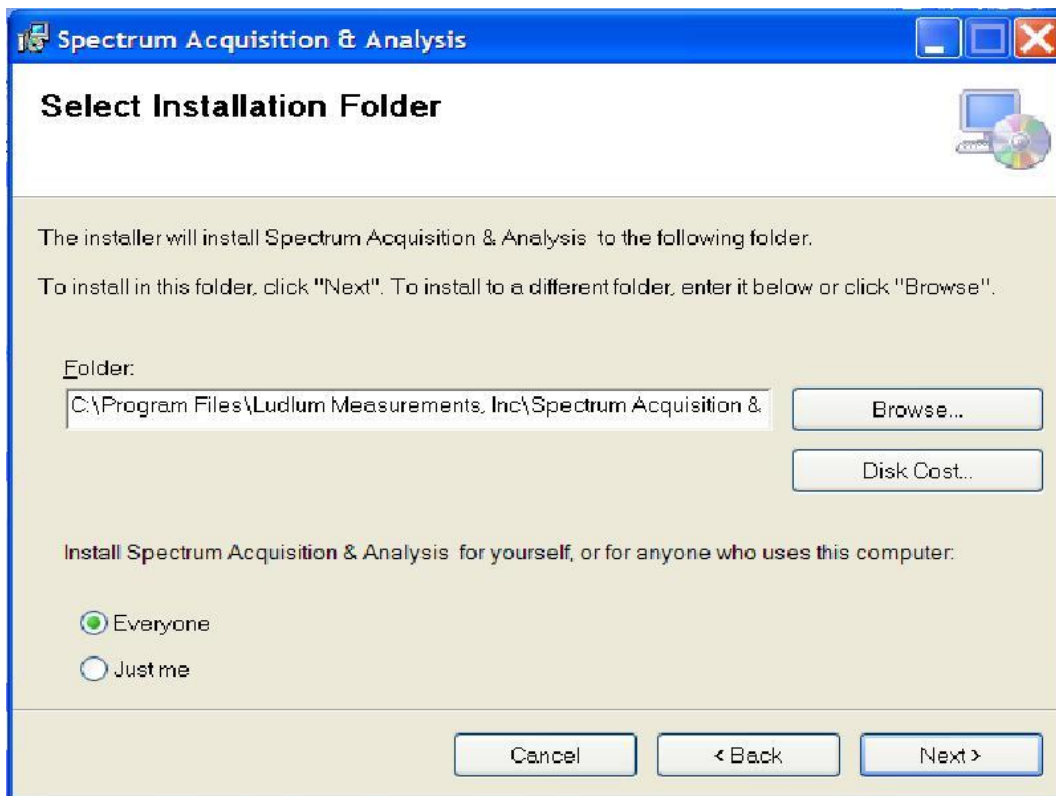 Spectrum Acquisition & Analysis
Select Installation Folder
The installer will install Spectrum Acquisition & Analysis to the following folder.
To install in this folder, click "Next". To install to a different folder, enter it below or click "Browse".
Folder:
C:\Program Files\Ludlum Measurements, Inc\Spectrum Acquisition &
Browse...
Disk Cost...
Install Spectrum Acquisition & Analysis for yourself, or for anyone who uses this computer:
Everyone
Just me
Cancel
< Back
Next >